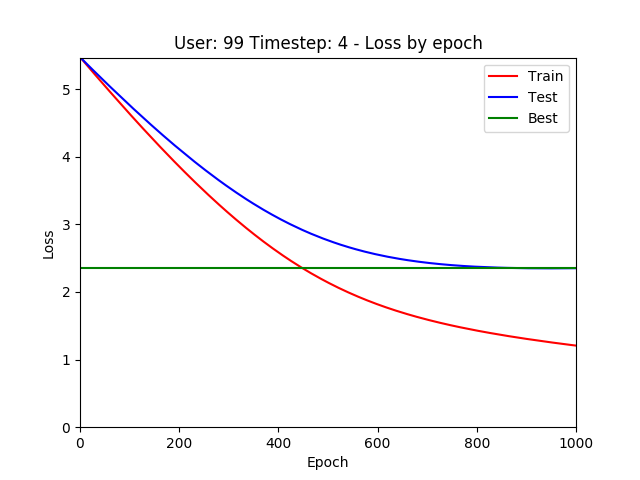 User: 99 Timestep: 4 - Loss by epoch
Train
Test
Best
Loss
5
4
3
2
1
0
0 200 400 600 800 1000
Epoch